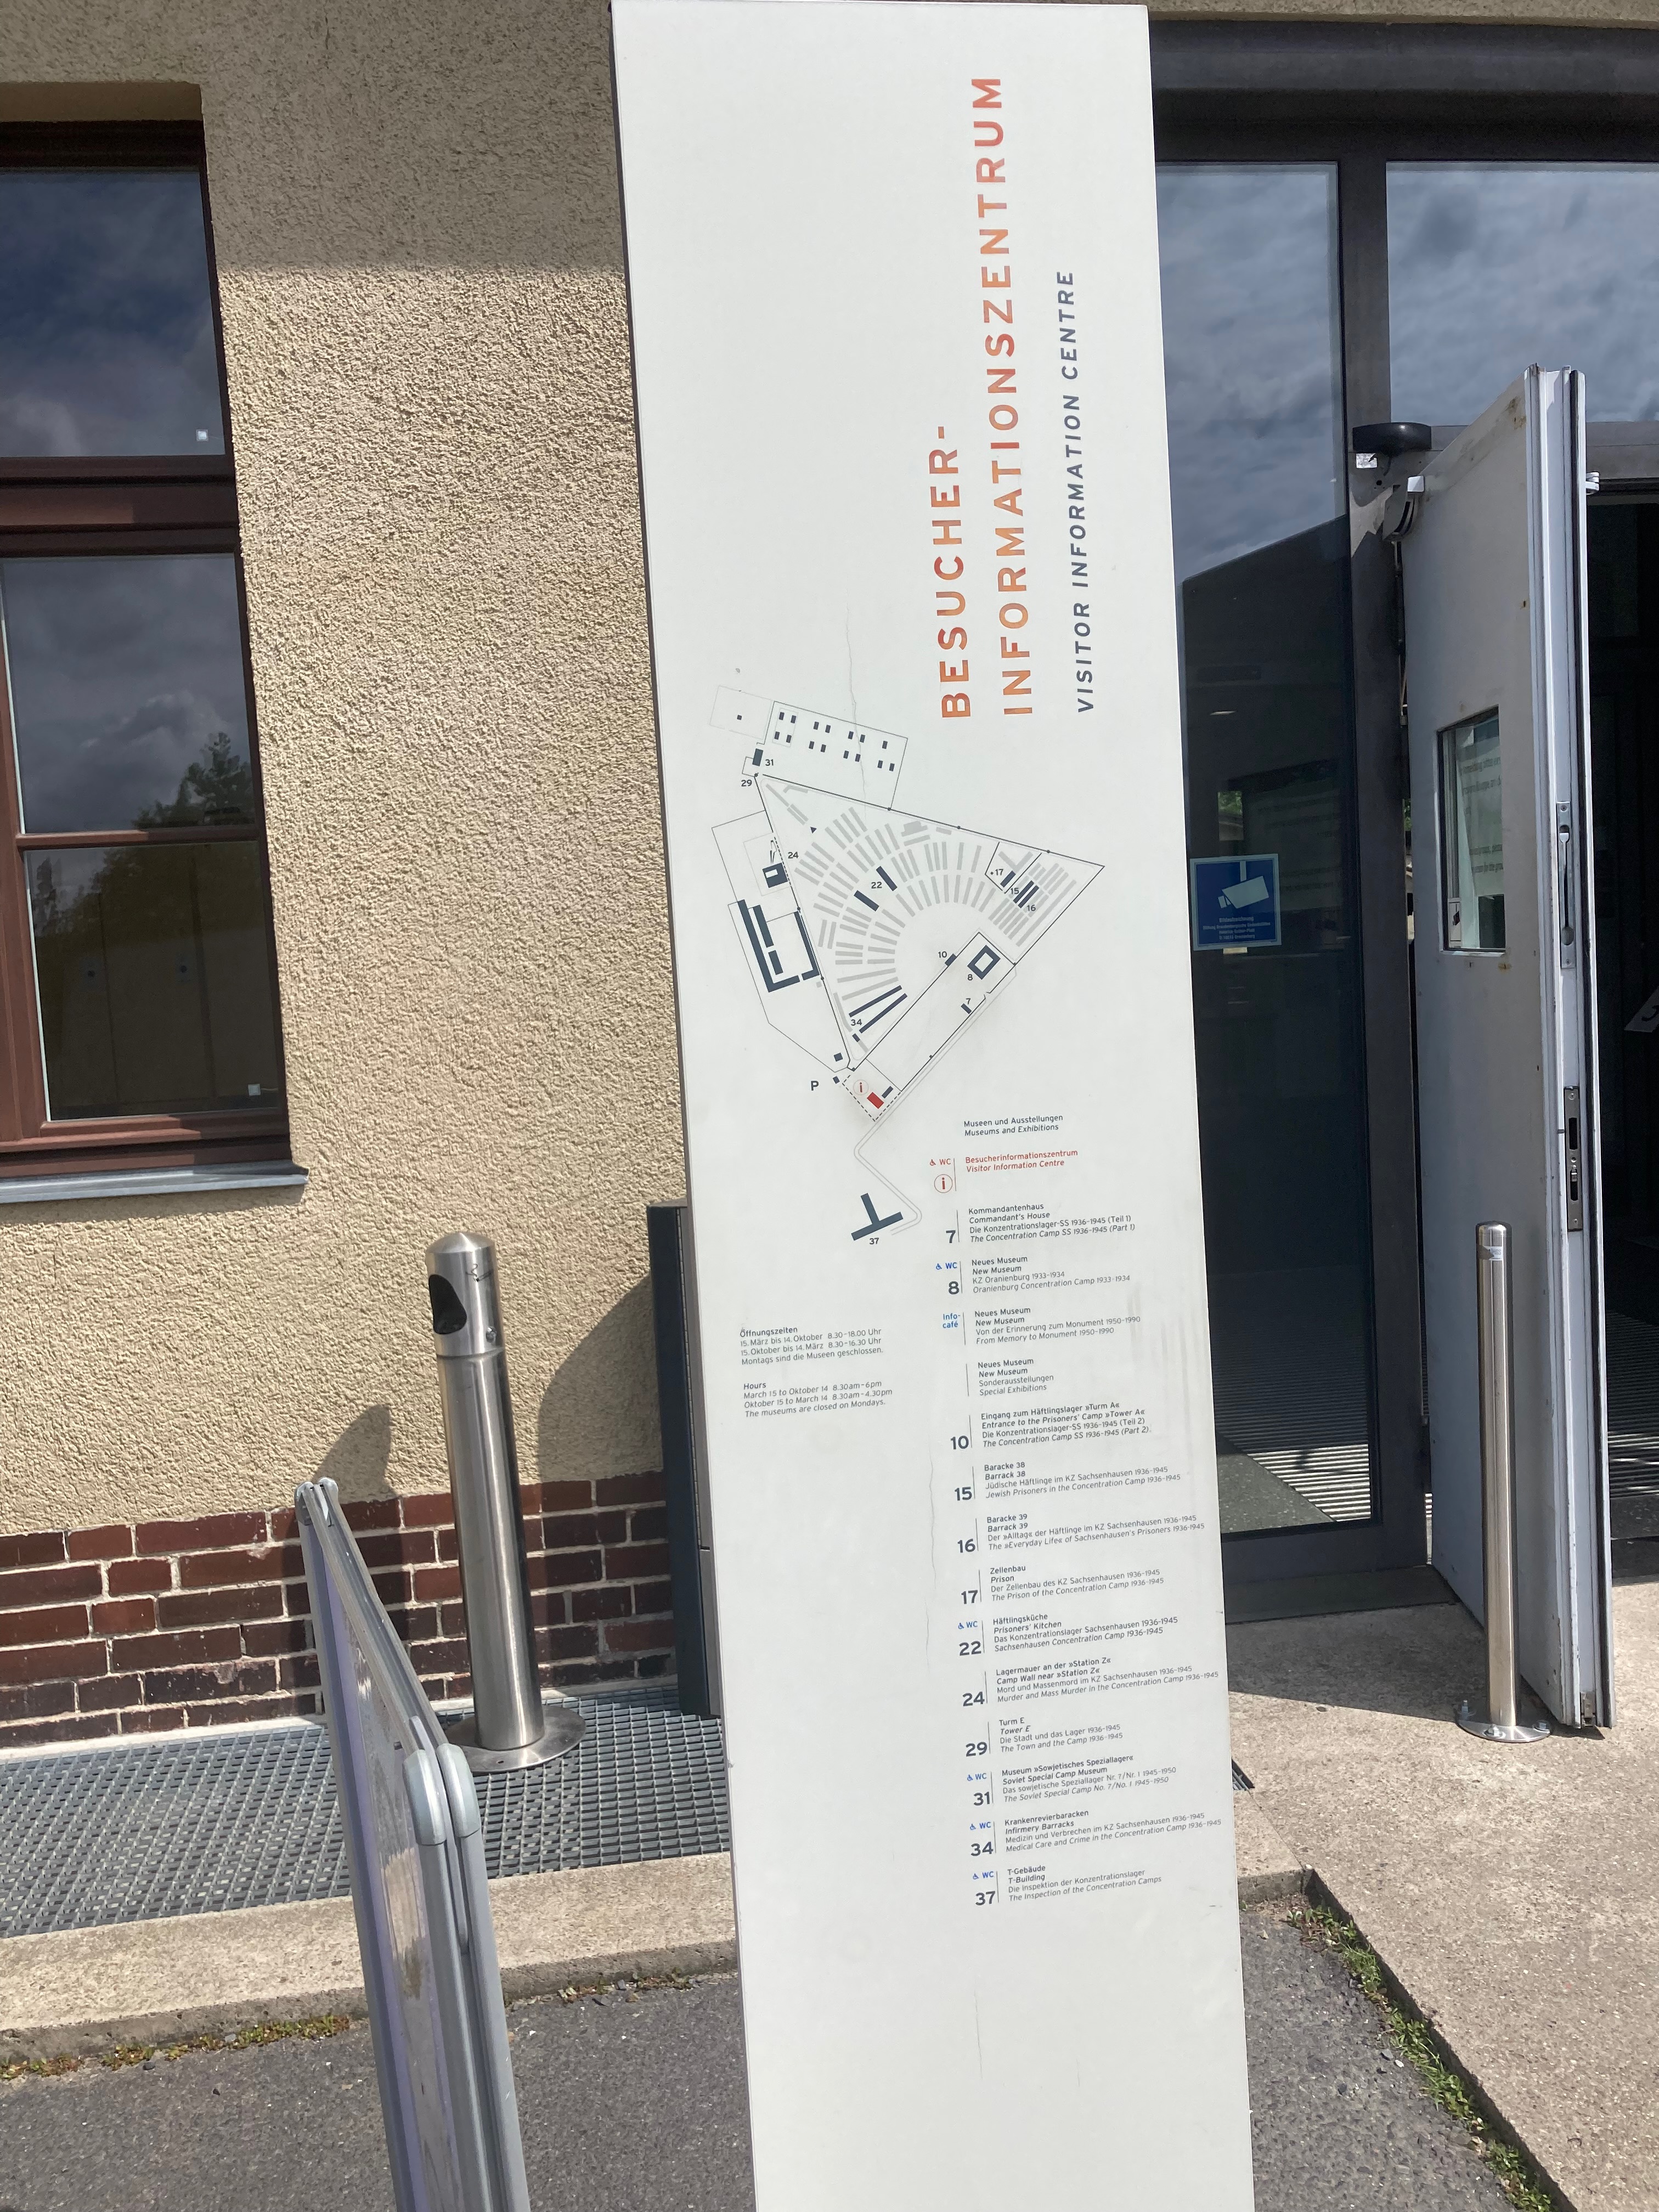 BESUCHER-
INFORMATIONSZENTRUM
VISITOR INFORMATION CENTRE
31
29
24
22
17
15
16
10
8
7
34
P
i
37
Museen und Ausstellungen
Museums and Exhibitions
WC
i
Besucherinformationszentrum
Visitor Information Centre
7
Kommandantenhaus
Commandant's House
Die Konzentrationslager-SS 1936-1945 (Teil 1)
The Concentration Camp SS 1936-1945 (Part 1)
WC
8
Neues Museum
New Museum
KZ Oranienburg 1933-1934
Oranienburg Concentration Camp 1933-1934
Info-
café
Neues Museum
New Museum
Von der Erinnerung zum Monument 1950-1990
From Memory to Monument 1950-1990
Neues Museum
New Museum
Sonderausstellungen
Special Exhibitions
10
Eingang zum Häftlingslager »Turm A«
Entrance to the Prisoners' Camp »Tower A«
Die Konzentrationslager-SS 1936-1945 (Teil 2)
The Concentration Camp SS 1936-1945 (Part 2)
15
Baracke 38
Barrack 38
Jüdische Häftlinge im KZ Sachsenhausen 1936-1945
Jewish Prisoners in the Concentration Camp 1936-1945
16
Baracke 39
Barrack 39
Der »Alltag« der Häftlinge im KZ Sachsenhausen 1936-1945
The »Everyday Life« of Sachsenhausen's Prisoners 1936-1945
17
Zellenbau
Prison
Der Zellenbau des KZ Sachsenhausen 1936-1945
The Prison of the Concentration Camp 1936-1945
WC
22
Häftlingsküche
Prisoners' Kitchen
Das Konzentrationslager Sachsenhausen 1936-1945
Sachsenhausen Concentration Camp 1936-1945
24
Lagermauer an der »Station Z«
Camp Wall near »Station Z«
Mord und Massenmord im KZ Sachsenhausen 1936-1945
Murder and Mass Murder in the Concentration Camp 1936-1945
29
Turm E
Tower E
Die Stadt und das Lager 1936-1945
The Town and the Camp 1936-1945
WC
31
Museum »Sowjetisches Speziallager«
Soviet Special Camp Museum
Das sowjetische Speziallager Nr. 7/Nr. 1 1945-1950
The Soviet Special Camp No. 7/No. 1 1945-1950
WC
34
Krankenrevierbaracken
Infirmery Barracks
Medizin und Verbrechen im KZ Sachsenhausen 1936-1945
Medical Care and Crime in the Concentration Camp 1936-1945
WC
37
T-Gebäude
T-Building
Die Inspektion der Konzentrationslager
The Inspection of the Concentration Camps
Öffnungszeiten
15. März bis 14. Oktober 8.30-18.00 Uhr
15. Oktober bis 14. März 8.30-16.30 Uhr
Montags sind die Museen geschlossen.
Hours
March 15 to Oktober 14 8.30am-6pm
Oktober 15 to March 14 8.30am-4.30pm
The museums are closed on Mondays.